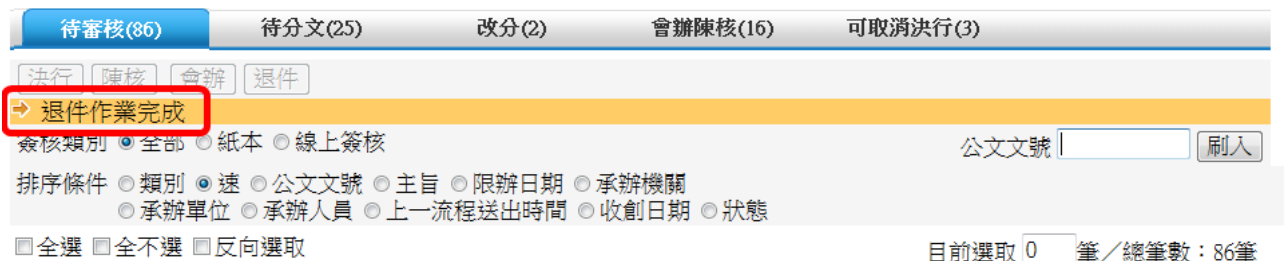 待審核(86) 待分文(25) 改分(2) 會辦陳核(16) 可取消決行(3)
決行 陳核 會辦 退件
退件作業完成
簽核類別 全部 紙本 線上簽核 公文文號 刷入
排序條件 類別 速 公文文號 主旨 限辦日期 承辦機關
承辦單位 承辦人員 上一流程送出時間 收創日期 狀態
全選 全不選 反向選取 目前選取 0 筆／總筆數：86筆